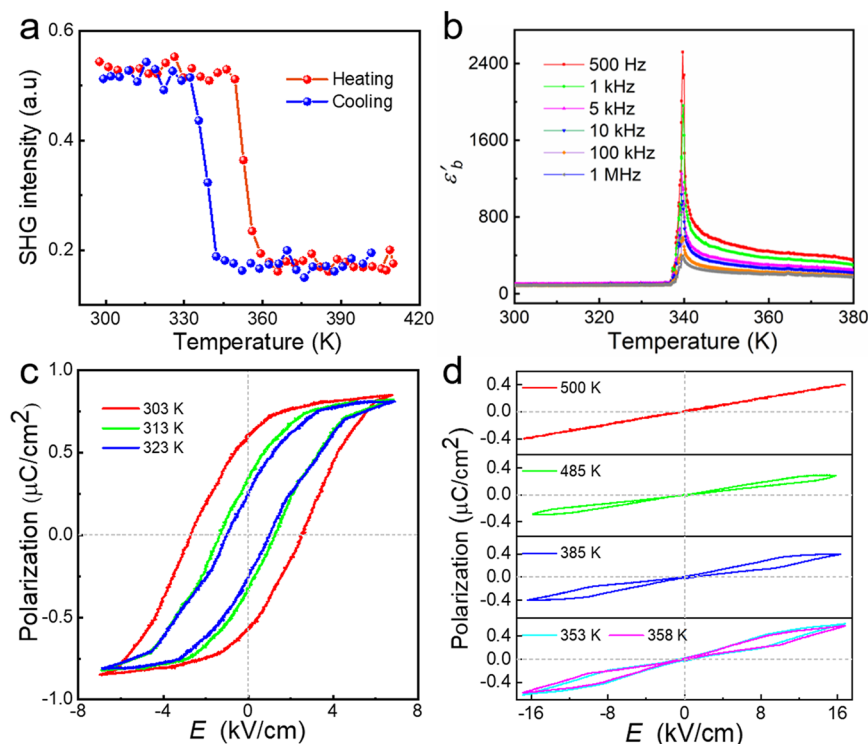 a
0.6
0.4
0.2
SHG intensity (a.u)
Heating
Cooling
300 330 360 390 420
Temperature (K)
b
2400
1600
800
0
ε′b
500 Hz
1 kHz
5 kHz
10 kHz
100 kHz
1 MHz
300 320 340 360 380
Temperature (K)
c
1.0
0.5
0.0
-0.5
-1.0
Polarization (μC/cm²)
303 K
313 K
323 K
-8 -4 0 4 8
E (kV/cm)
d
Polarization (μC/cm²)
0.4
0.0
-0.4
500 K
0.4
0.0
-0.4
485 K
0.4
0.0
-0.4
385 K
0.4
0.0
-0.4
353 K 358 K
-16 -8 0 8 16
E (kV/cm)